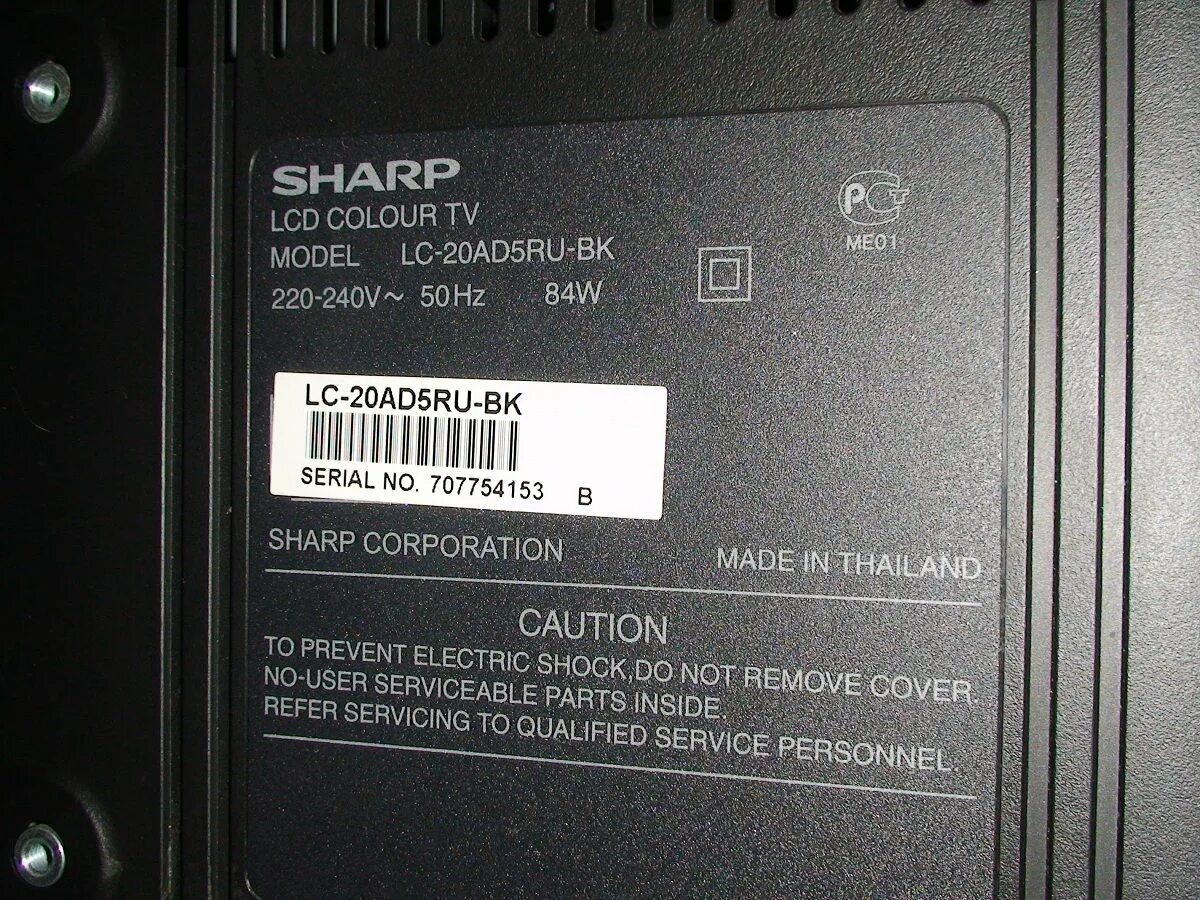 SHARP
LCD COLOUR TV
MODEL LC-20AD5RU-BK
220-240V~ 50Hz 84W
РСТ
ME01
LC-20AD5RU-BK
SERIAL NO. 707754153 B
SHARP CORPORATION
MADE IN THAILAND
CAUTION
TO PREVENT ELECTRIC SHOCK,DO NOT REMOVE COVER.
NO-USER SERVICEABLE PARTS INSIDE.
REFER SERVICING TO QUALIFIED SERVICE PERSONNEL.